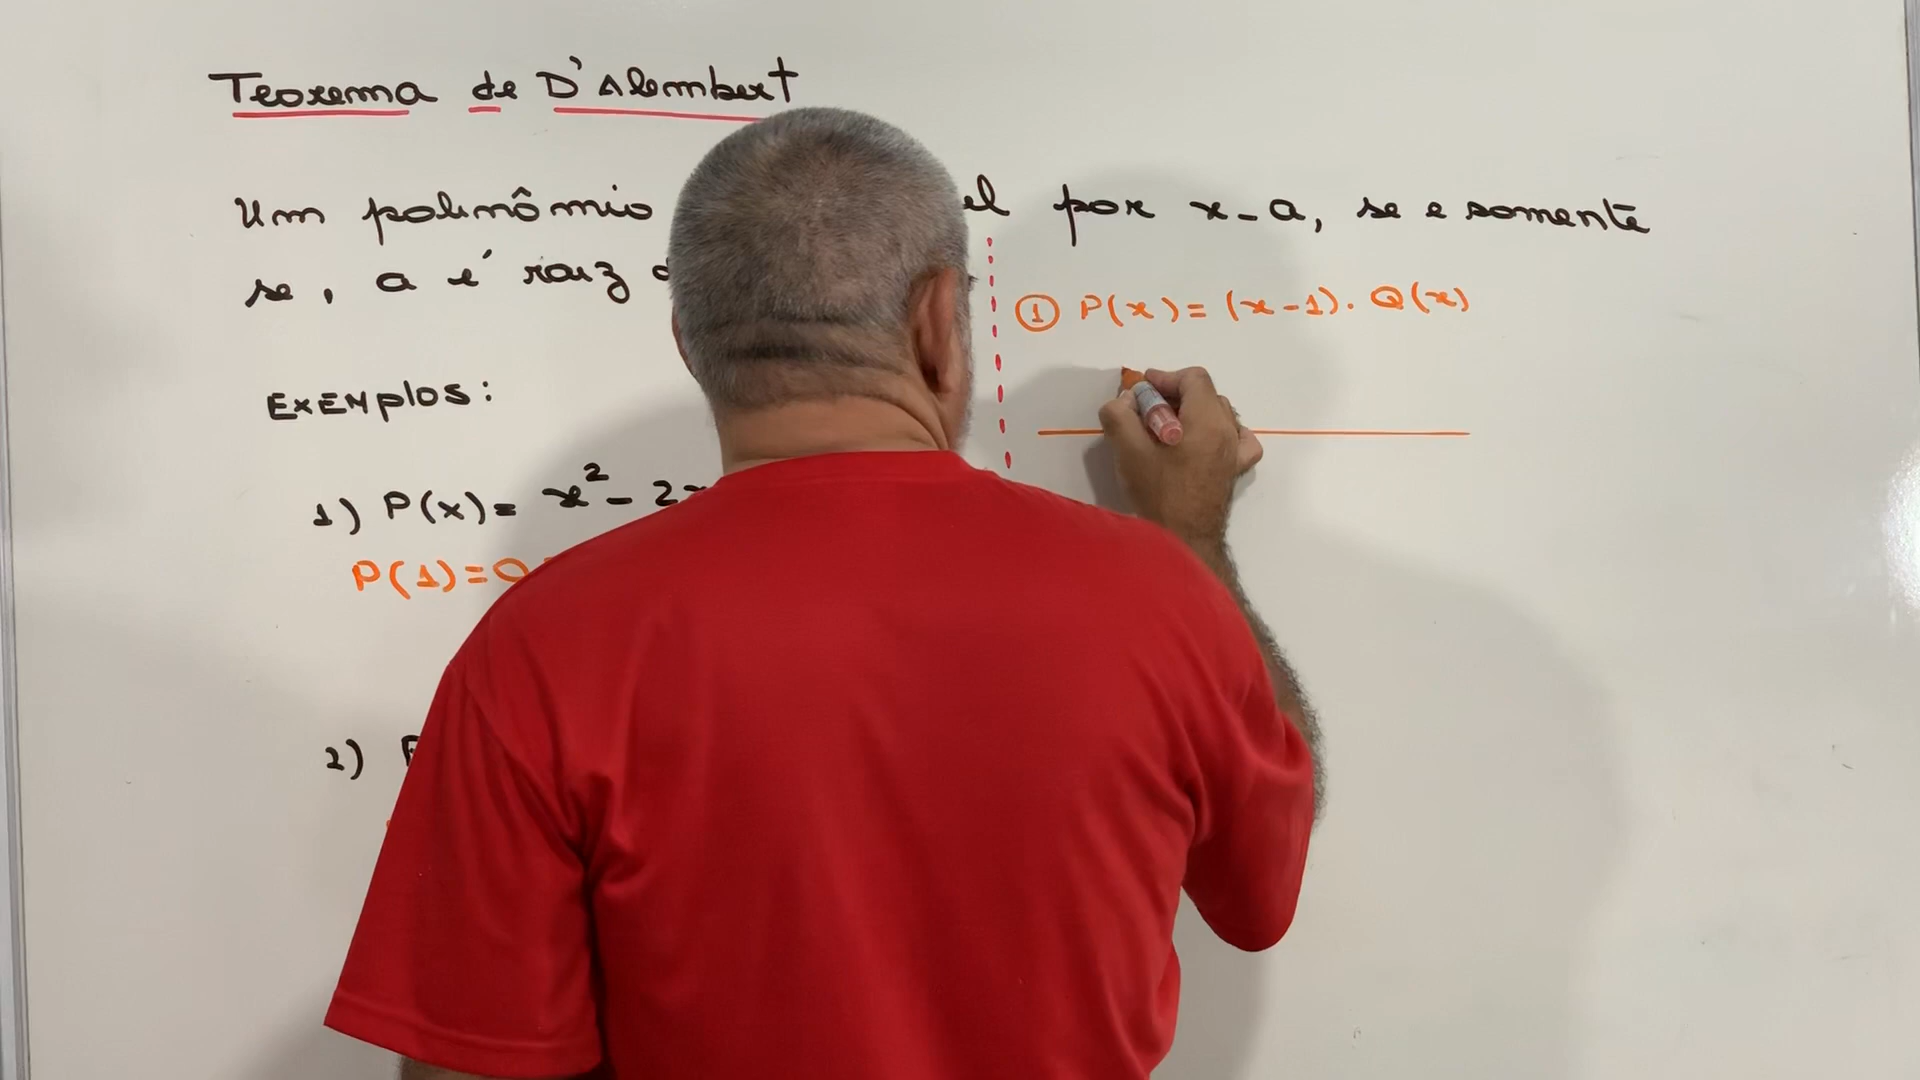 Teorema de D'Alembert
Um polinômio el por x-a, se e somente
se, a é raiz
① P(x)=(x-1).Q(x)
Exemplos:
1) P(x)= x²- 2
P(1)=0
2)